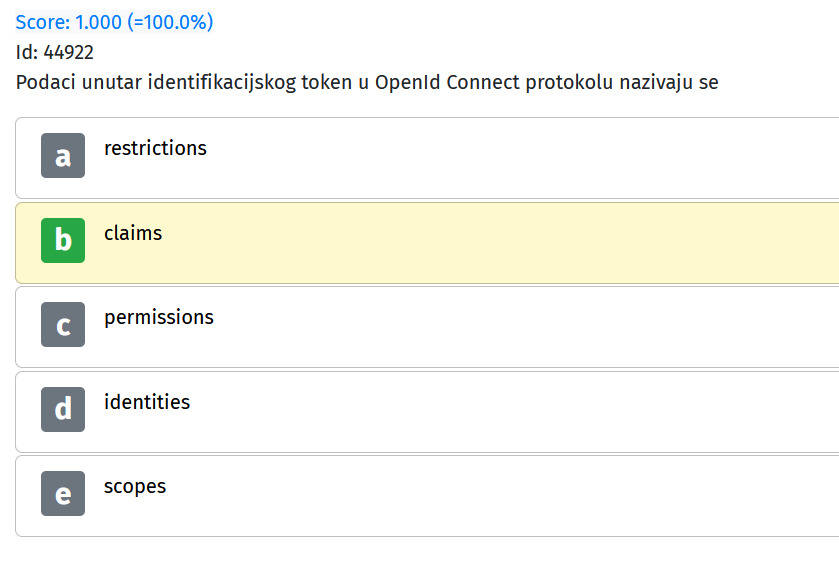 Score: 1.000 (=100.0%)
Id: 44922
Podaci unutar identifikacijskog token u OpenId Connect protokolu nazivaju se
a restrictions
b claims
c permissions
d identities
e scopes